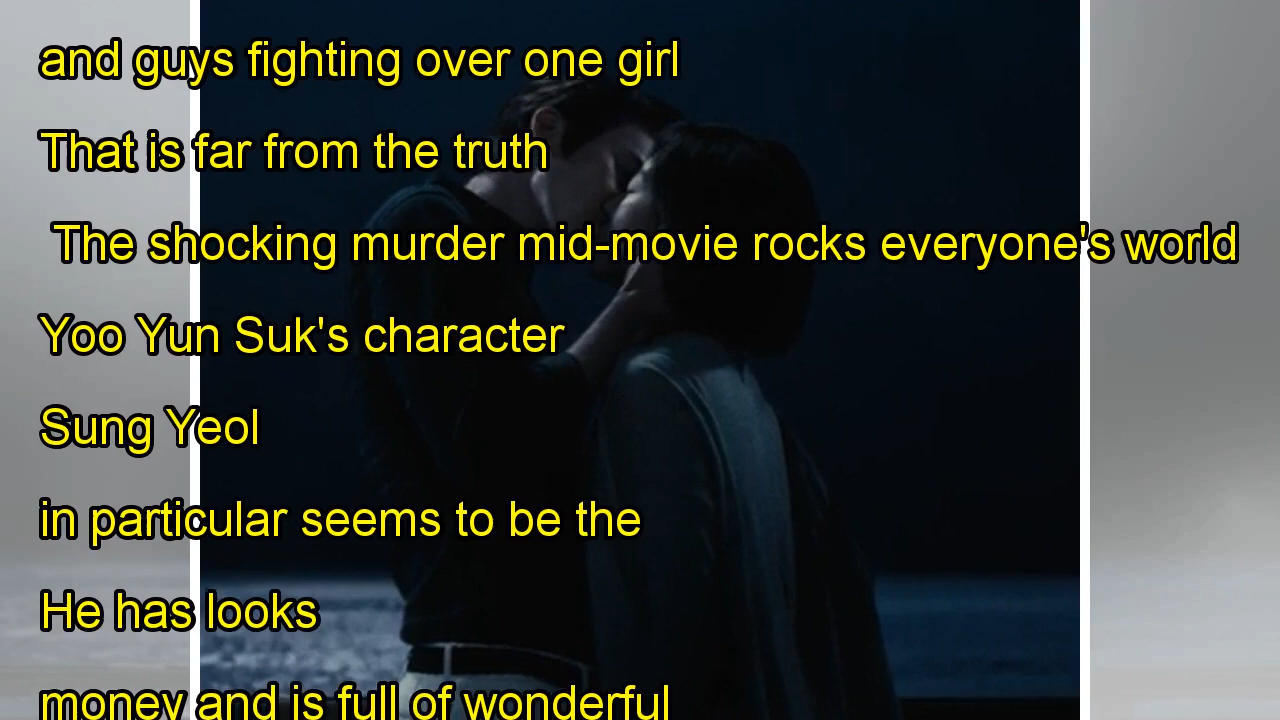 and guys fighting over one girl
That is far from the truth
The shocking murder mid-movie rocks everyone's world
Yoo Yun Suk's character
Sung Yeol
in particular seems to be the
He has looks
money and is full of wonderful